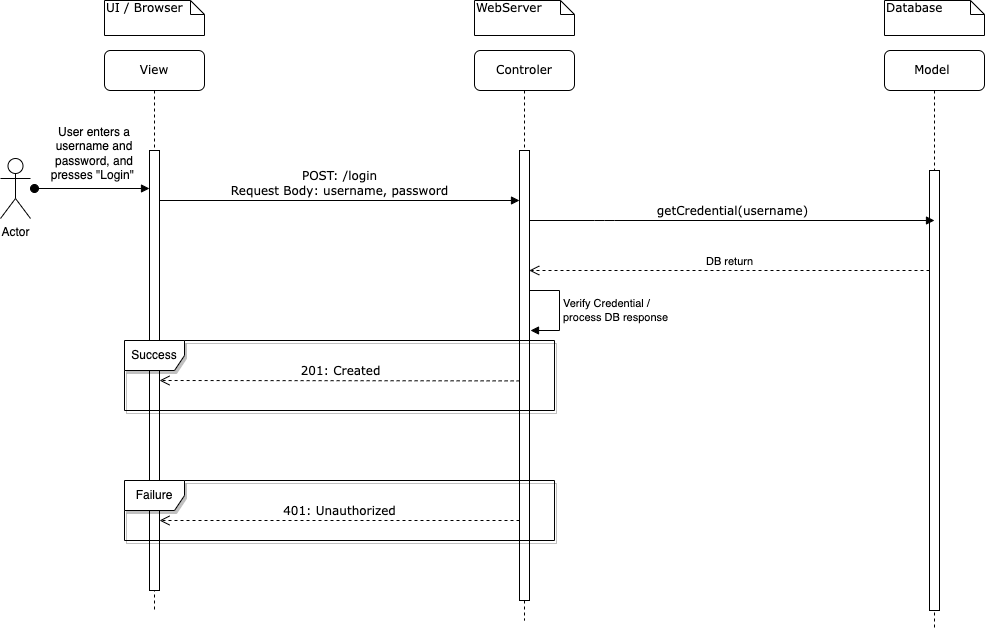 UI / Browser
WebServer
Database
View
Controler
Model
User enters a
username and
password, and
presses "Login"
Actor
POST: /login
Request Body: username, password
getCredential(username)
DB return
Verify Credential /
process DB response
Success
201: Created
Failure
401: Unauthorized